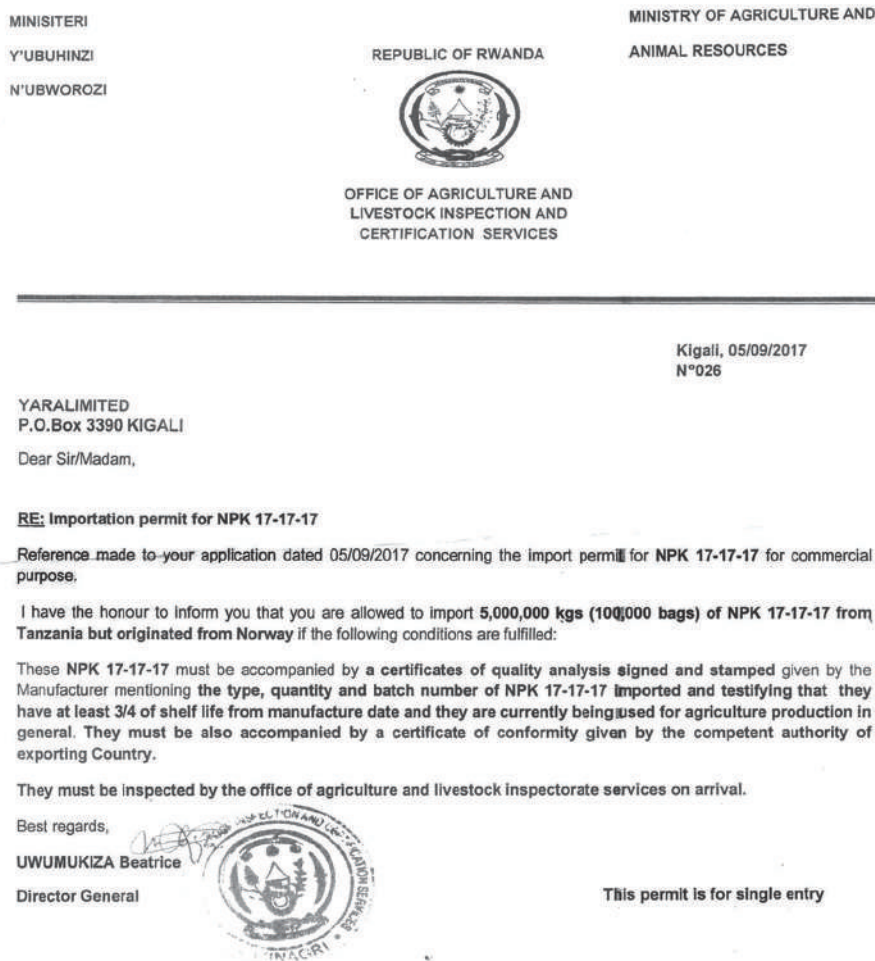 MINISITERI
Y'UBUHINZI
N'UBWOROZI
REPUBLIC OF RWANDA
OFFICE OF AGRICULTURE AND
LIVESTOCK INSPECTION AND
CERTIFICATION SERVICES
MINISTRY OF AGRICULTURE AND
ANIMAL RESOURCES
Kigali, 05/09/2017
N°026
YARALIMITED
P.O.Box 3390 KIGALI
Dear Sir/Madam,
RE: Importation permit for NPK 17-17-17
Reference made to your application dated 05/09/2017 concerning the import permit for NPK 17-17-17 for commercial
purpose.
I have the honour to inform you that you are allowed to import 5,000,000 kgs (100,000 bags) of NPK 17-17-17 from
Tanzania but originated from Norway if the following conditions are fulfilled:
These NPK 17-17-17 must be accompanied by a certificates of quality analysis signed and stamped given by the
Manufacturer mentioning the type, quantity and batch number of NPK 17-17-17 imported and testifying that they
have at least 3/4 of shelf life from manufacture date and they are currently being used for agriculture production in
general. They must be also accompanied by a certificate of conformity given by the competent authority of
exporting Country.
They must be inspected by the office of agriculture and livestock inspectorate services on arrival.
Best regards,
UWUMUKIZA Beatrice
Director General
INSPECTION AND CERTIFICATION SERVICES
MINAGRI
This permit is for single entry